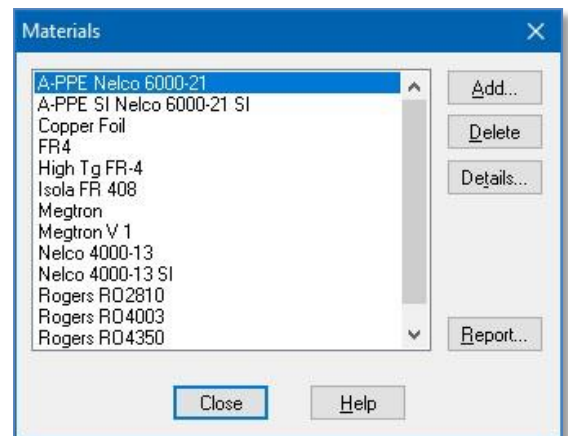 Materials
A-PPE Nelco 6000-21
A-PPE SI Nelco 6000-21 SI
Copper Foil
FR4
High Tg FR-4
Isola FR 408
Megtron
Megtron V 1
Nelco 4000-13
Nelco 4000-13 SI
Rogers RO2810
Rogers RO4003
Rogers RO4350
Add...
Delete
Details...
Report...
Close
Help